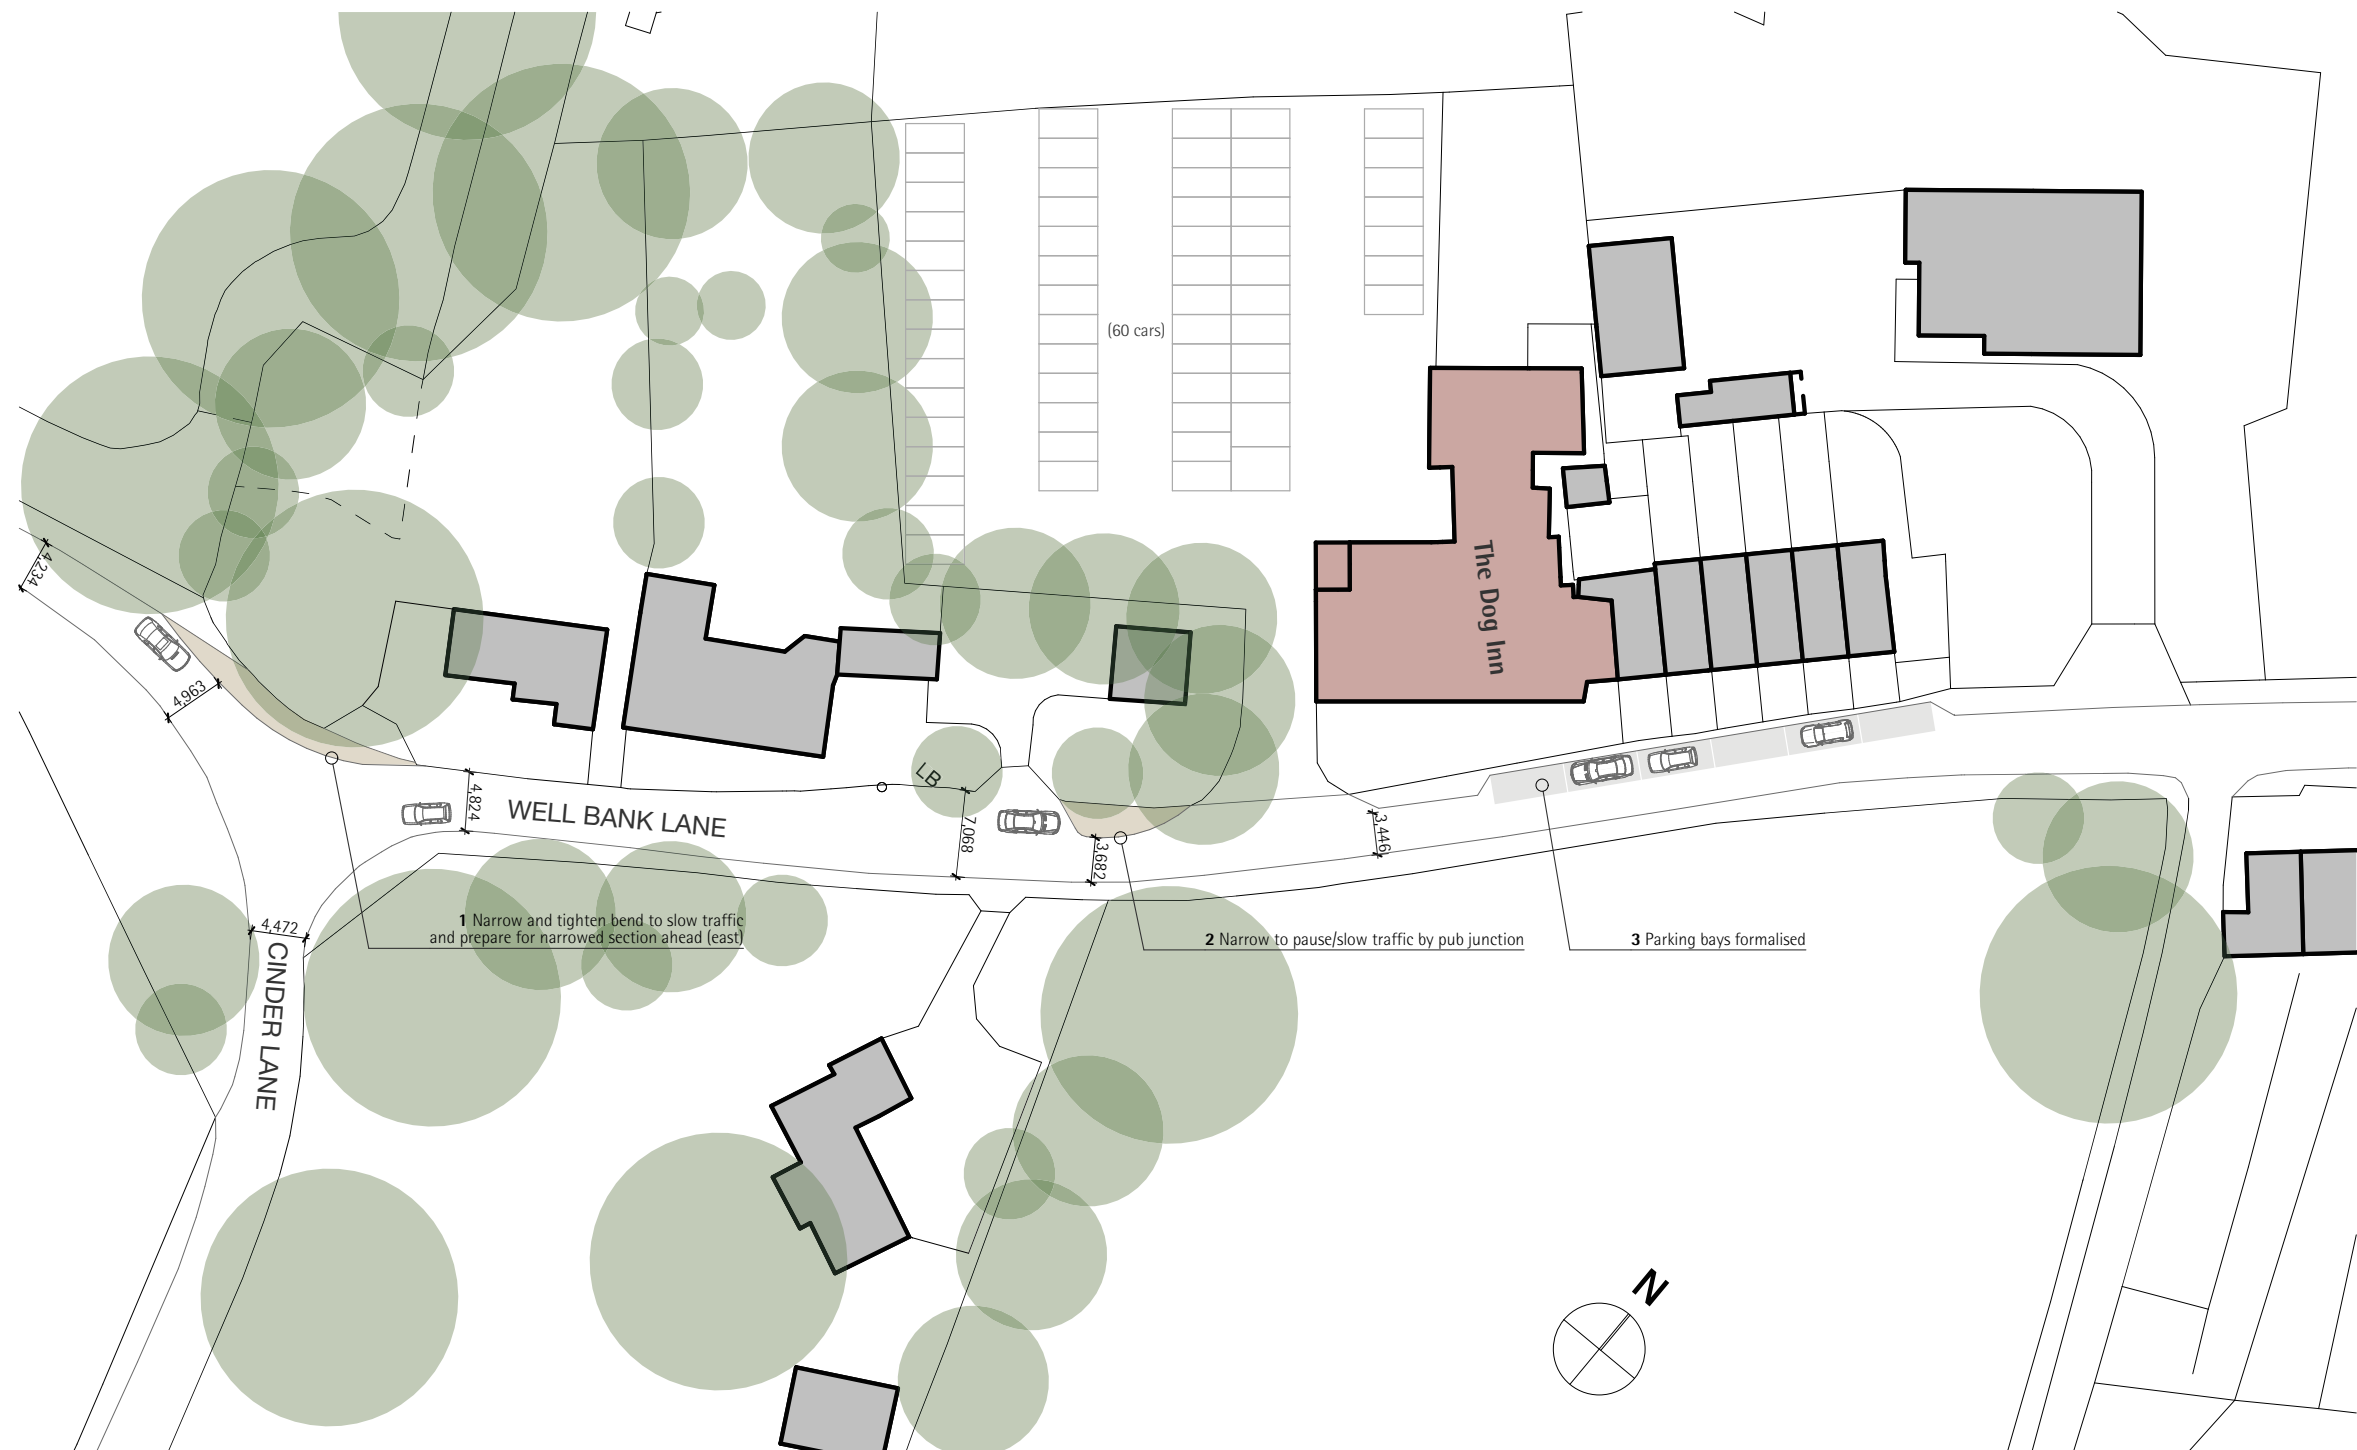 (60 cars)
The Dog Inn
4,234
4,963
4,824
WELL BANK LANE
LB
7,068
3,682
3,446
4,472
CINDER LANE
1 Narrow and tighten bend to slow traffic
and prepare for narrowed section ahead (east)
2 Narrow to pause/slow traffic by pub junction
3 Parking bays formalised
N